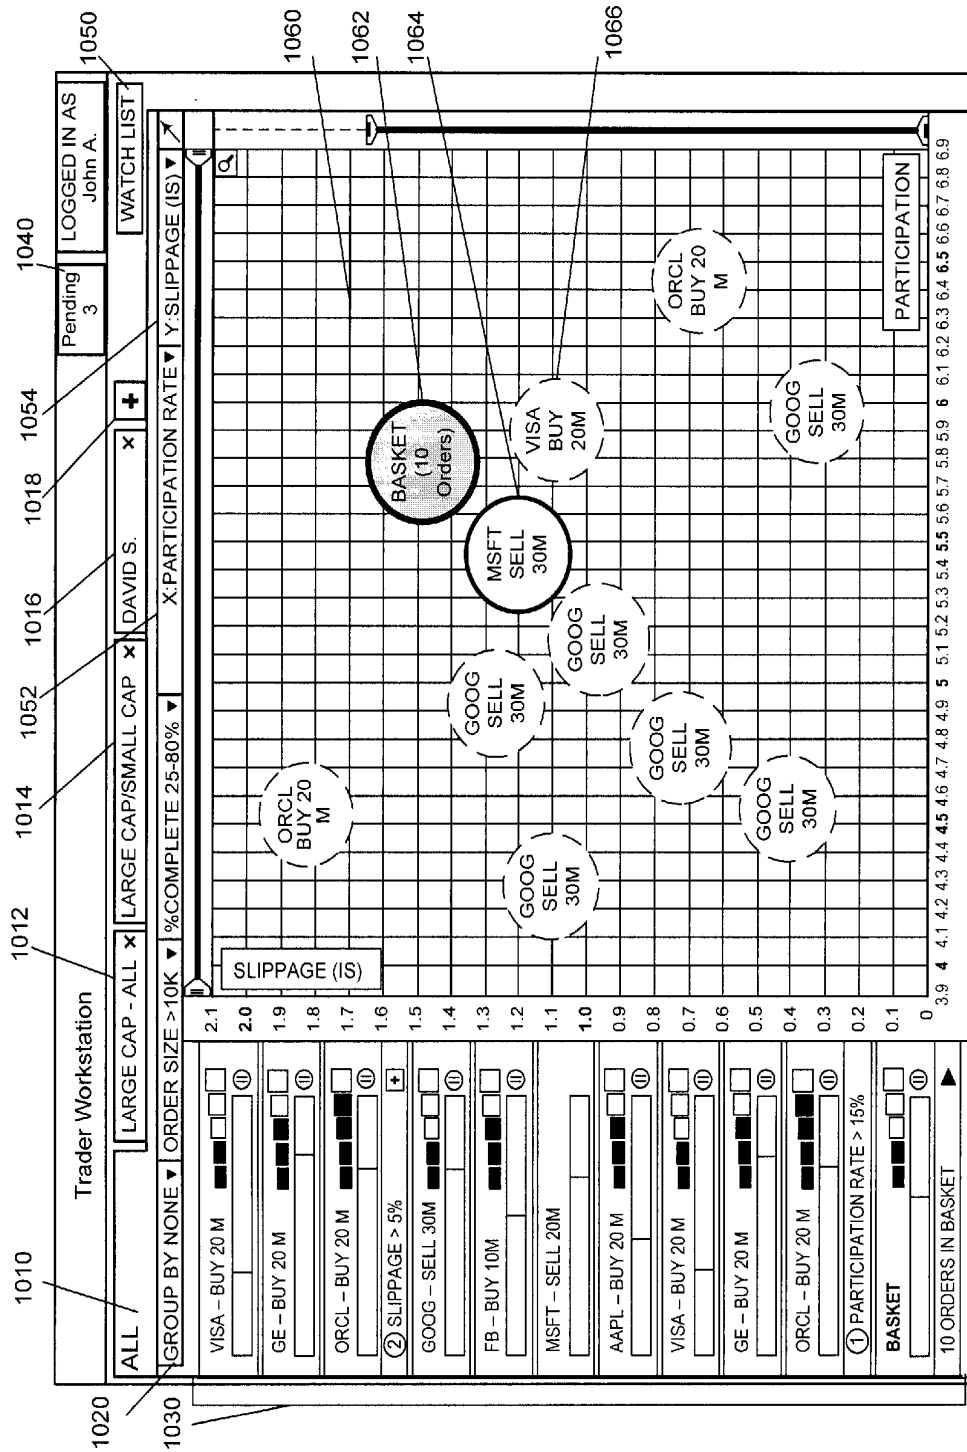 Trader Workstation
Pending
3
LOGGED IN AS
John A.
ALL
LARGE CAP - ALL ×
LARGE CAP/SMALL CAP ×
DAVID S. ×
+
WATCH LIST
GROUP BY NONE ▼
ORDER SIZE >10K ▼
%COMPLETE 25-80% ▼
X:PARTICIPATION RATE ▼
Y:SLIPPAGE (IS) ▼
VISA – BUY 20 M
GE – BUY 20 M
ORCL – BUY 20 M
2 SLIPPAGE > 5%
+
GOOG – SELL 30M
FB – BUY 10M
MSFT – SELL 20M
AAPL – BUY 20 M
VISA – BUY 20 M
GE – BUY 20 M
ORCL – BUY 20 M
1 PARTICIPATION RATE > 15%
BASKET
10 ORDERS IN BASKET
SLIPPAGE (IS)
2.1
2.0
1.9
1.8
1.7
1.6
1.5
1.4
1.3
1.2
1.1
1.0
0.9
0.8
0.7
0.6
0.5
0.4
0.3
0.2
0.1
0
ORCL
BUY 20
M
BASKET
(10
Orders)
GOOG
SELL
30M
MSFT
SELL
30M
GOOG
SELL
30M
VISA
BUY
20M
GOOG
SELL
30M
GOOG
SELL
30M
ORCL
BUY 20
M
GOOG
SELL
30M
GOOG
SELL
30M
PARTICIPATION
3.9 4 4.1 4.2 4.3 4.4 4.5 4.6 4.7 4.8 4.9 5 5.1 5.2 5.3 5.4 5.5 5.6 5.7 5.8 5.9 6 6.1 6.2 6.3 6.4 6.5 6.6 6.7 6.8 6.9
1010
1012
1014
1052
1016
1018
1054
1040
1050
1060
1062
1064
1066
1020
1030